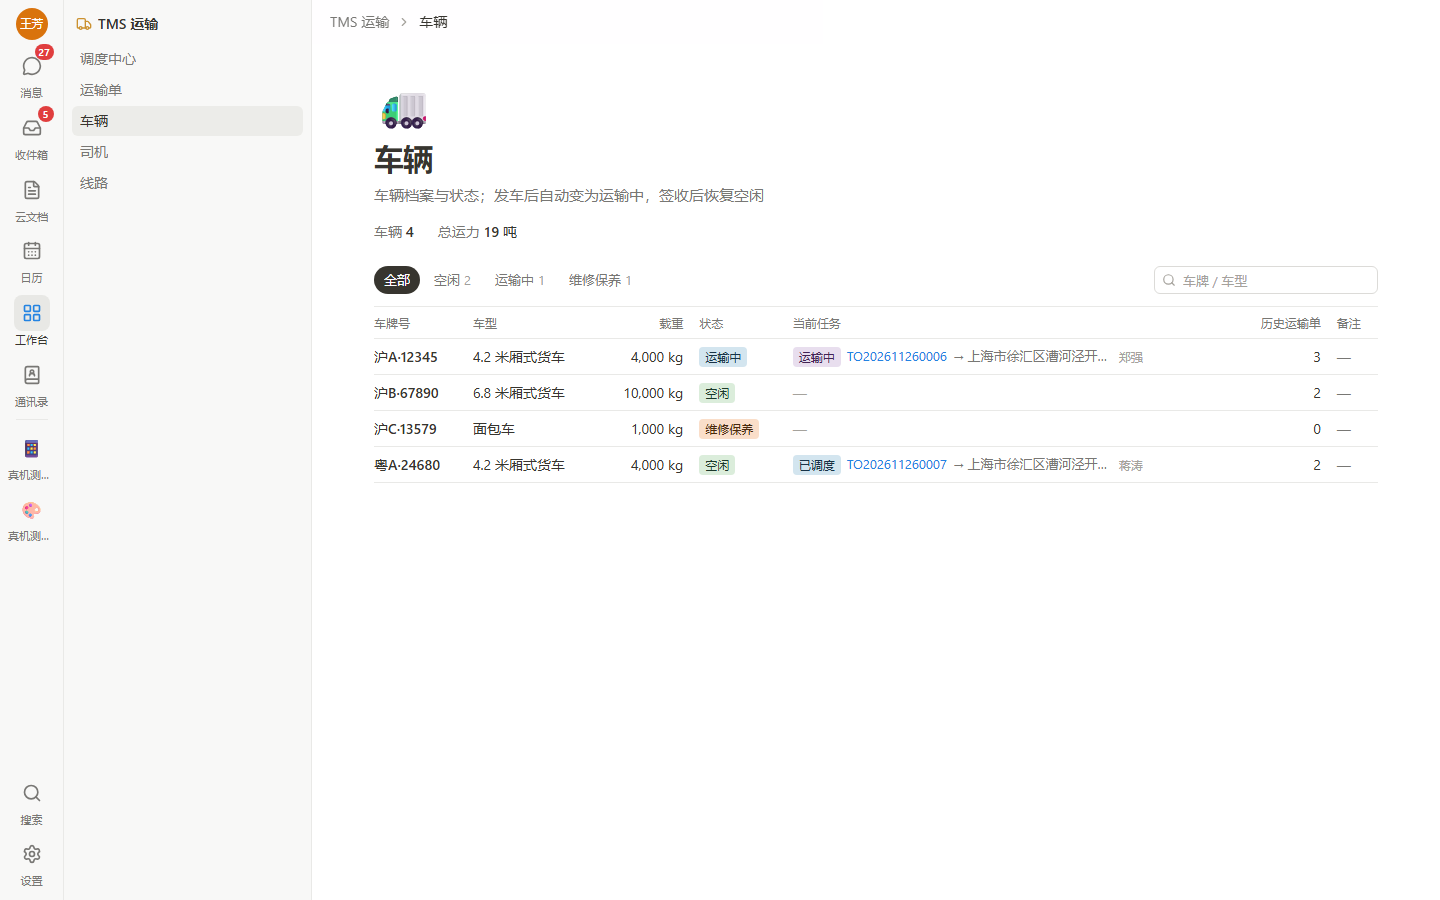 王芳
27
消息
5
收件箱
云文档
日历
工作台
通讯录
真机测...
真机测...
搜索
设置
TMS 运输
调度中心
运输单
车辆
司机
线路
TMS 运输 > 车辆
车辆
车辆档案与状态；发车后自动变为运输中，签收后恢复空闲
车辆 4 总运力 19 吨
全部 空闲 2 运输中 1 维修保养 1 车牌 / 车型
车牌号 车型 载重 状态 当前任务 历史运输单 备注
沪A·12345 4.2 米厢式货车 4,000 kg 运输中 运输中 TO202611260006 → 上海市徐汇区漕河泾开... 郑强 3 —
沪B·67890 6.8 米厢式货车 10,000 kg 空闲 — 2 —
沪C·13579 面包车 1,000 kg 维修保养 — 0 —
粤A·24680 4.2 米厢式货车 4,000 kg 空闲 已调度 TO202611260007 → 上海市徐汇区漕河泾开... 蒋涛 2 —